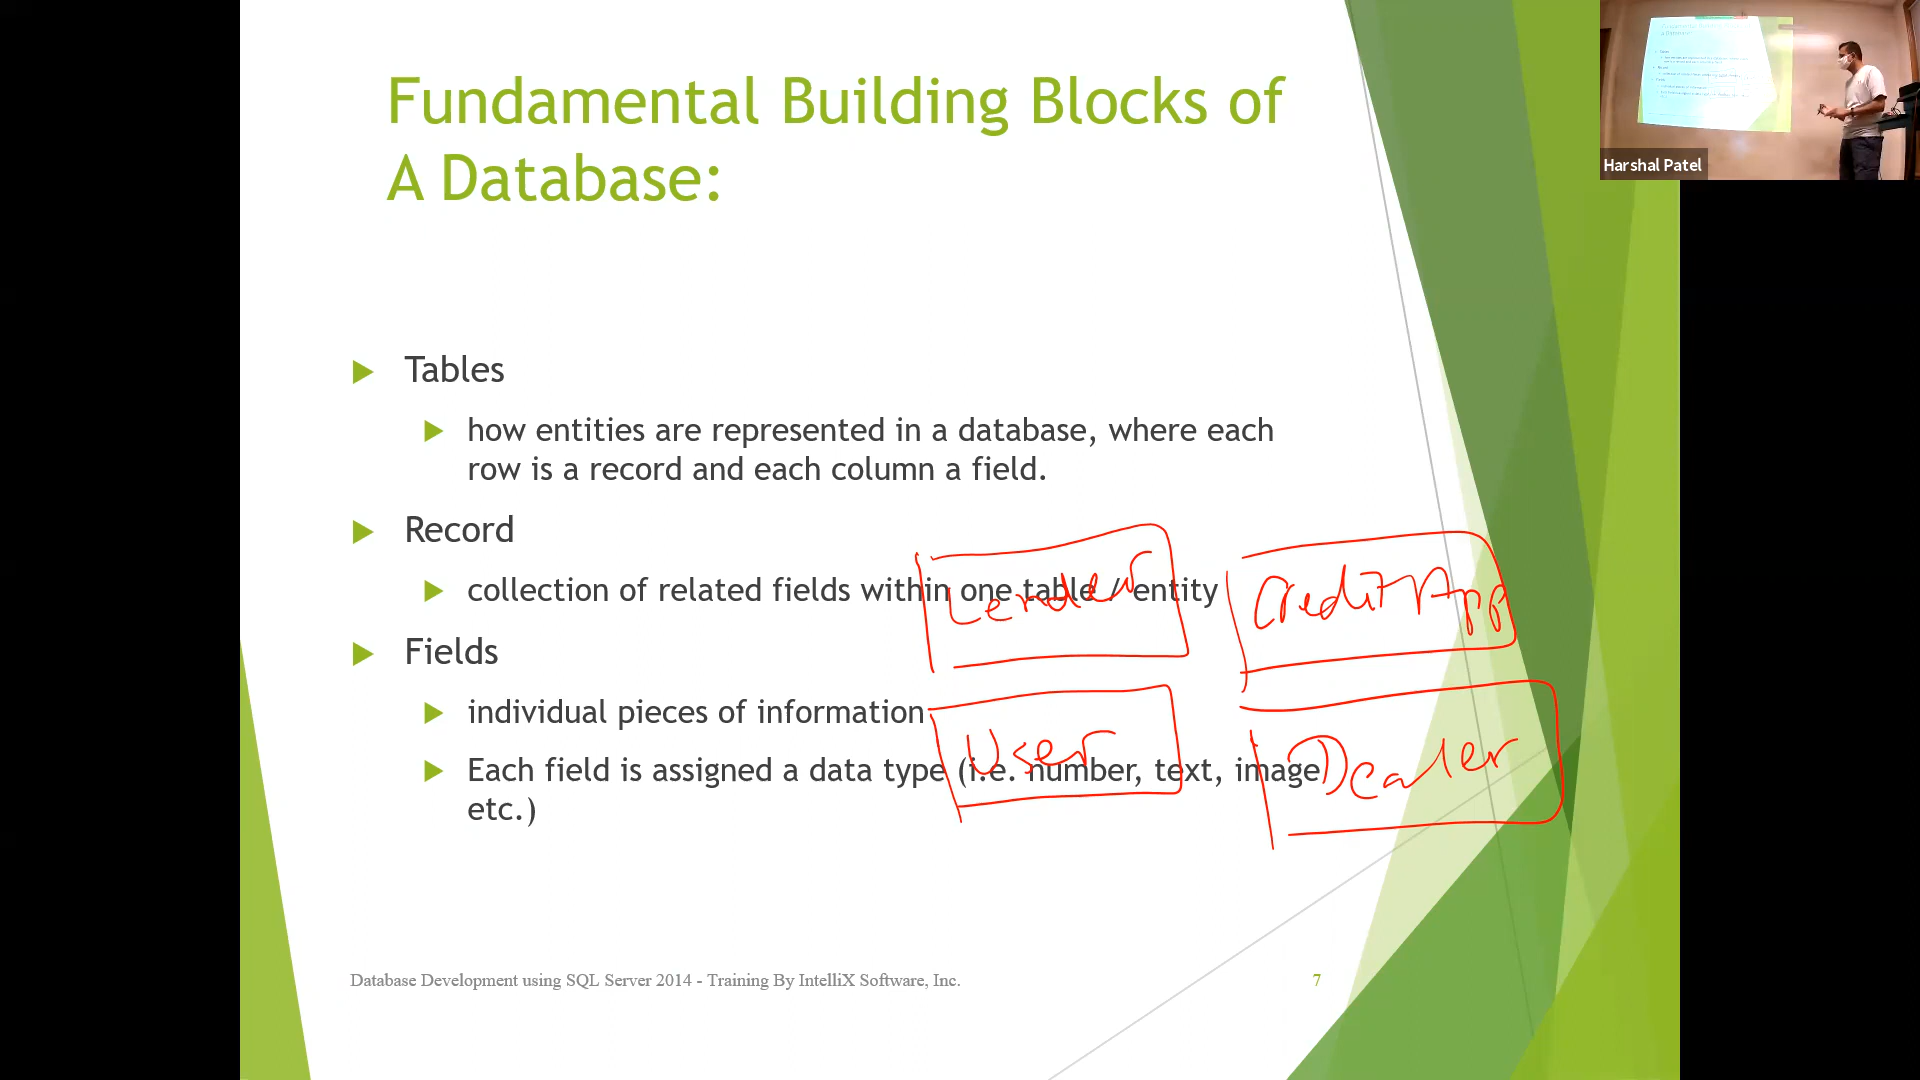 Fundamental Building Blocks of
A Database:
Harshal Patel
Tables
how entities are represented in a database, where each
row is a record and each column a field.
Record
collection of related fields within one table / entity
Lender
CreditApp
Fields
individual pieces of information
User
Dealer
Each field is assigned a data type (i.e. number, text, image
etc.)
Database Development using SQL Server 2014 - Training By IntelliX Software, Inc.
7